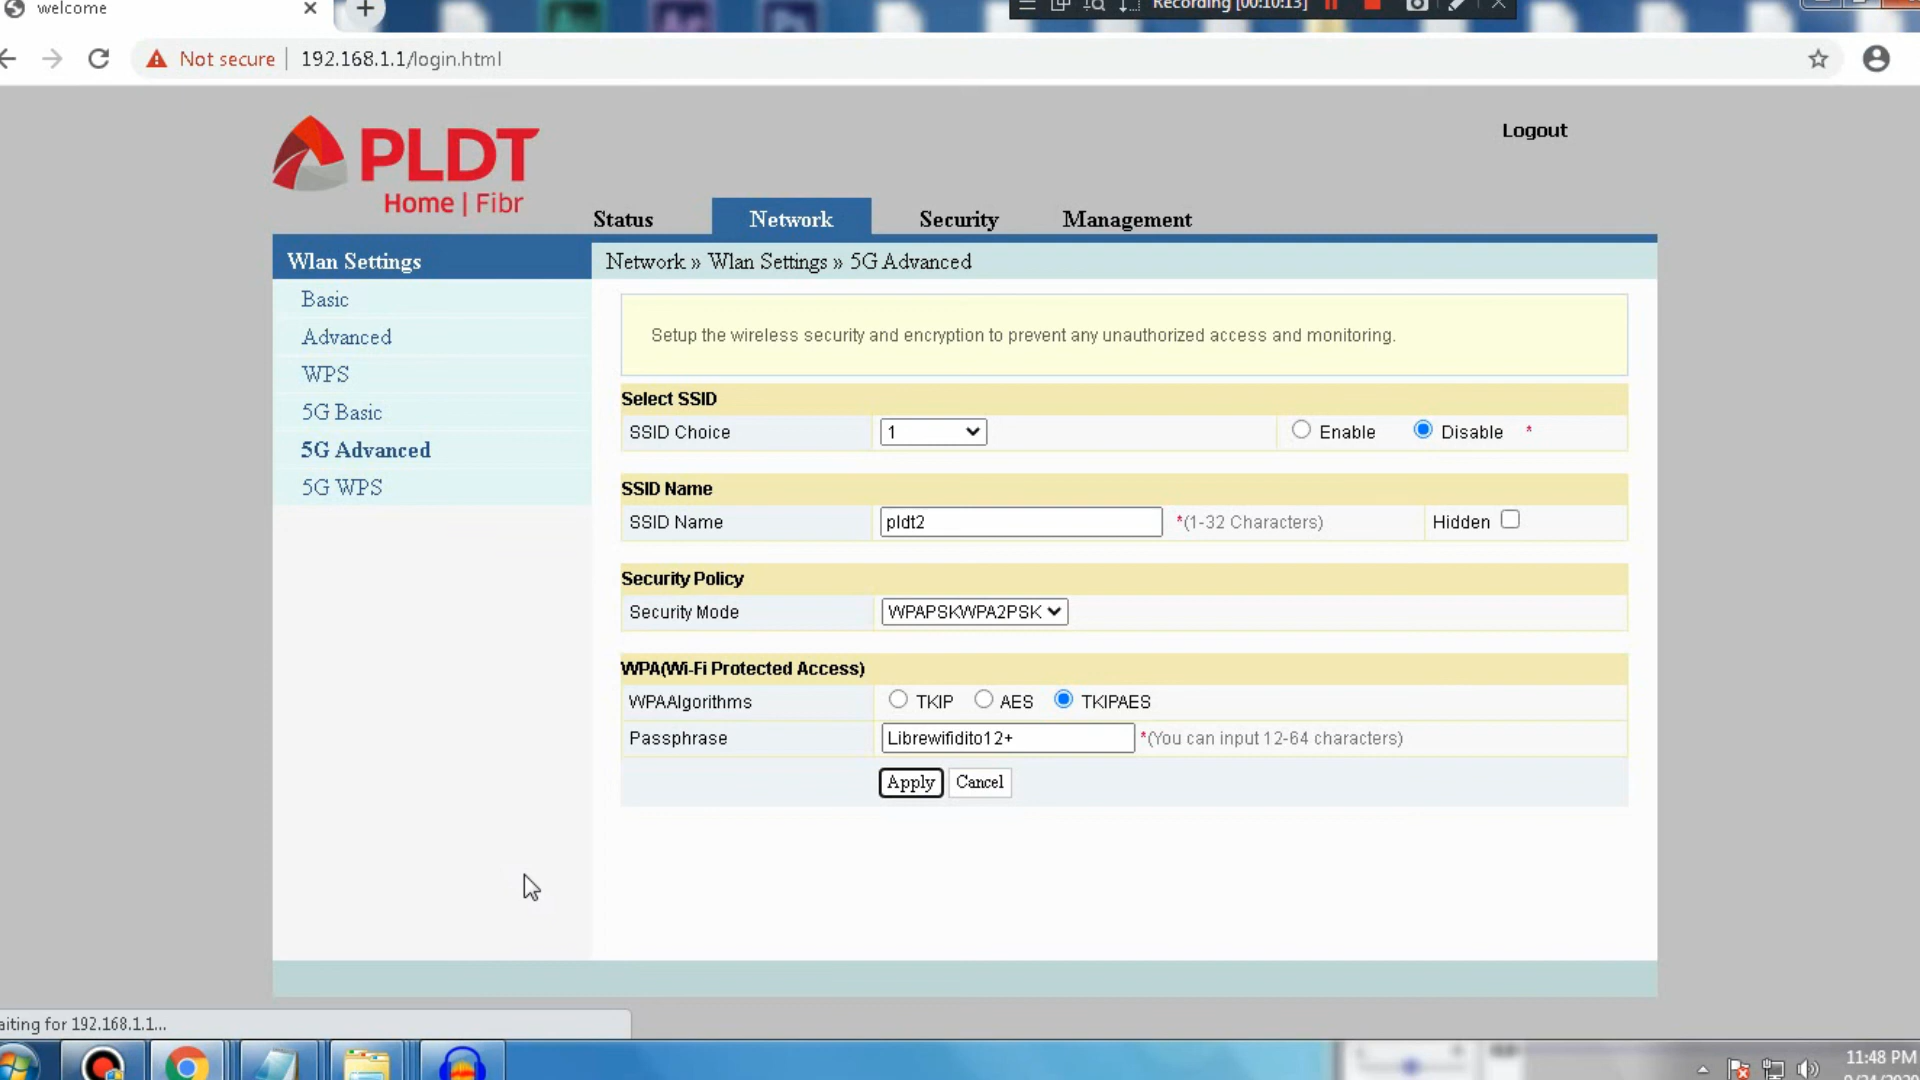 welcome
Recording [00:10:13]
Not secure
192.168.1.1/login.html
Logout
PLDT
Home | Fibr
Status
Network
Security
Management
Wlan Settings
Network » Wlan Settings » 5G Advanced
Basic
Advanced
WPS
5G Basic
5G Advanced
5G WPS
Setup the wireless security and encryption to prevent any unauthorized access and monitoring.
Select SSID
SSID Choice
1
Enable
Disable *
SSID Name
SSID Name
pldt2
*(1-32 Characters)
Hidden
Security Policy
Security Mode
WPAPSKWPA2PSK
WPA(Wi-Fi Protected Access)
WPAAlgorithms
TKIP
AES
TKIPAES
Passphrase
Librewifidito12+
*(You can input 12-64 characters)
Apply
Cancel
aiting for 192.168.1.1...
11:48 PM